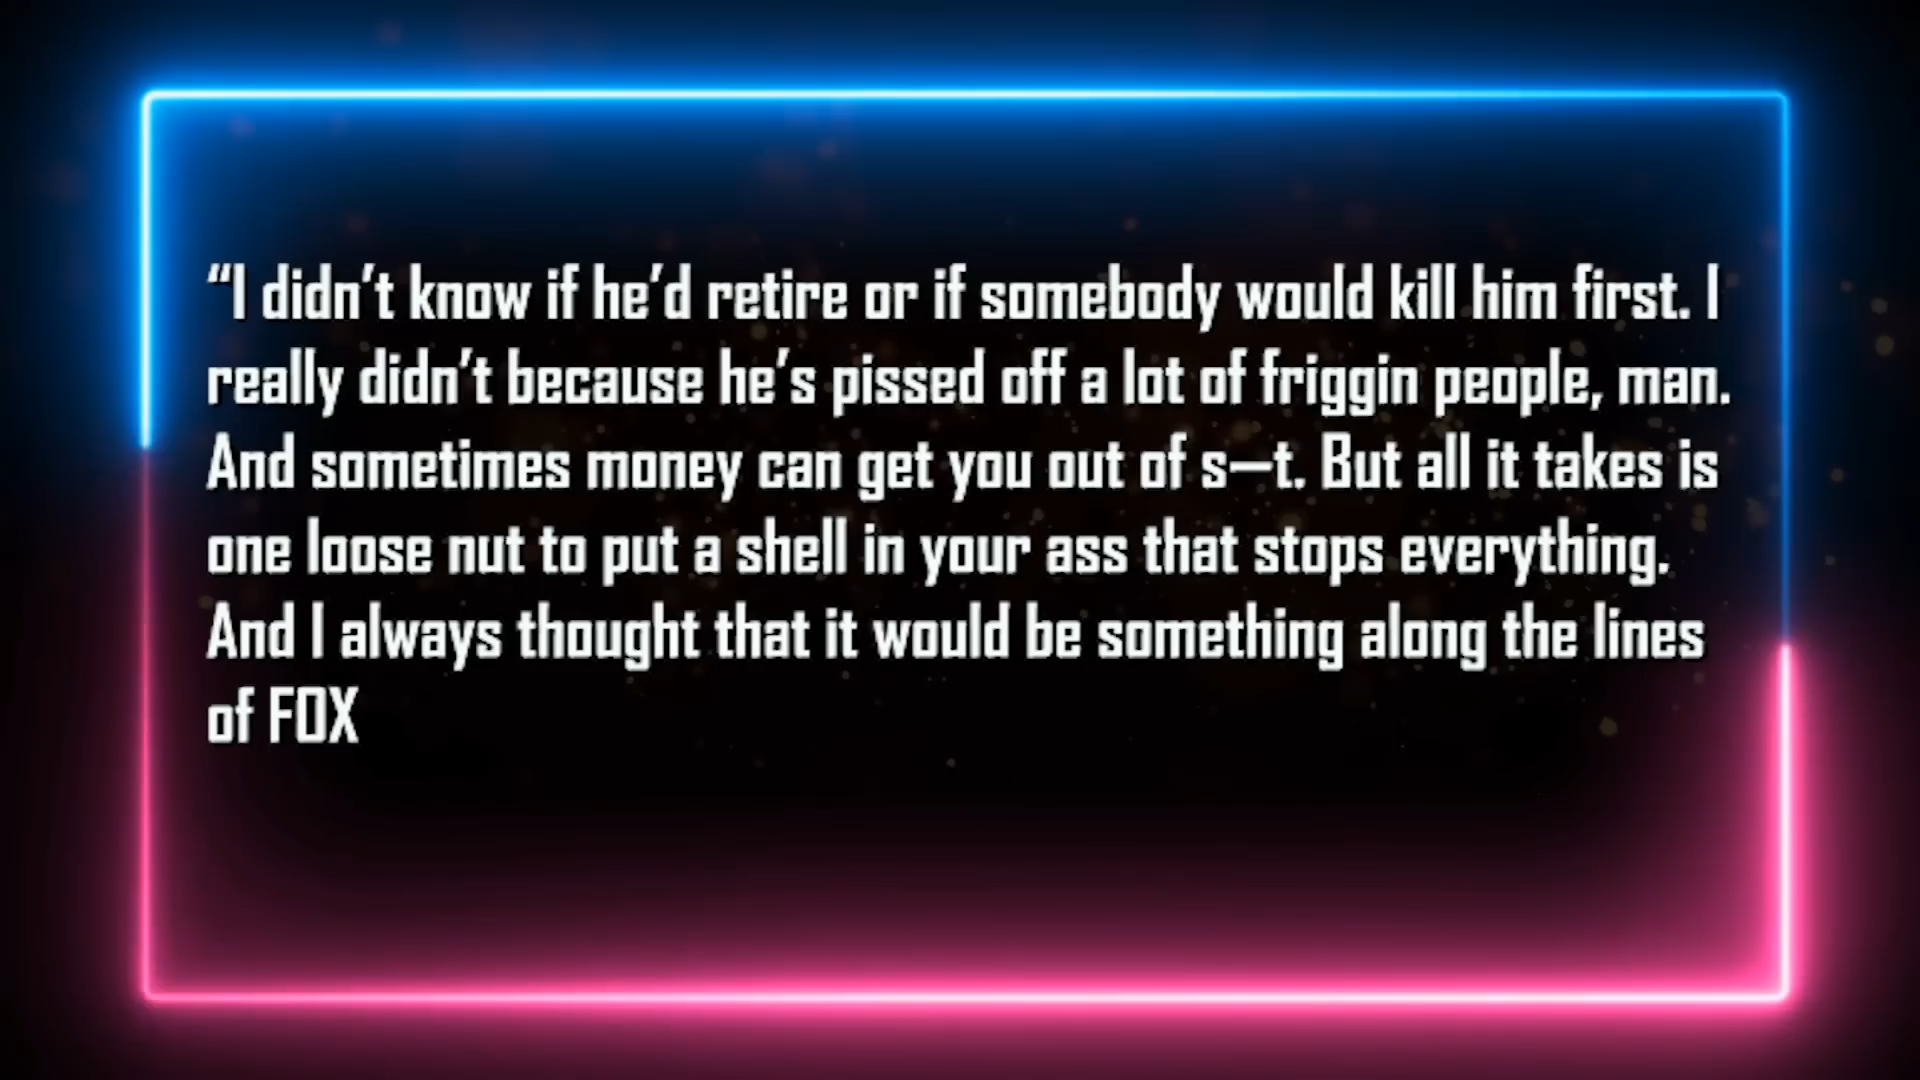 “I didn’t know if he’d retire or if somebody would kill him first. I
really didn’t because he’s pissed off a lot of friggin people, man.
And sometimes money can get you out of s—t. But all it takes is
one loose nut to put a shell in your ass that stops everything.
And I always thought that it would be something along the lines
of FOX